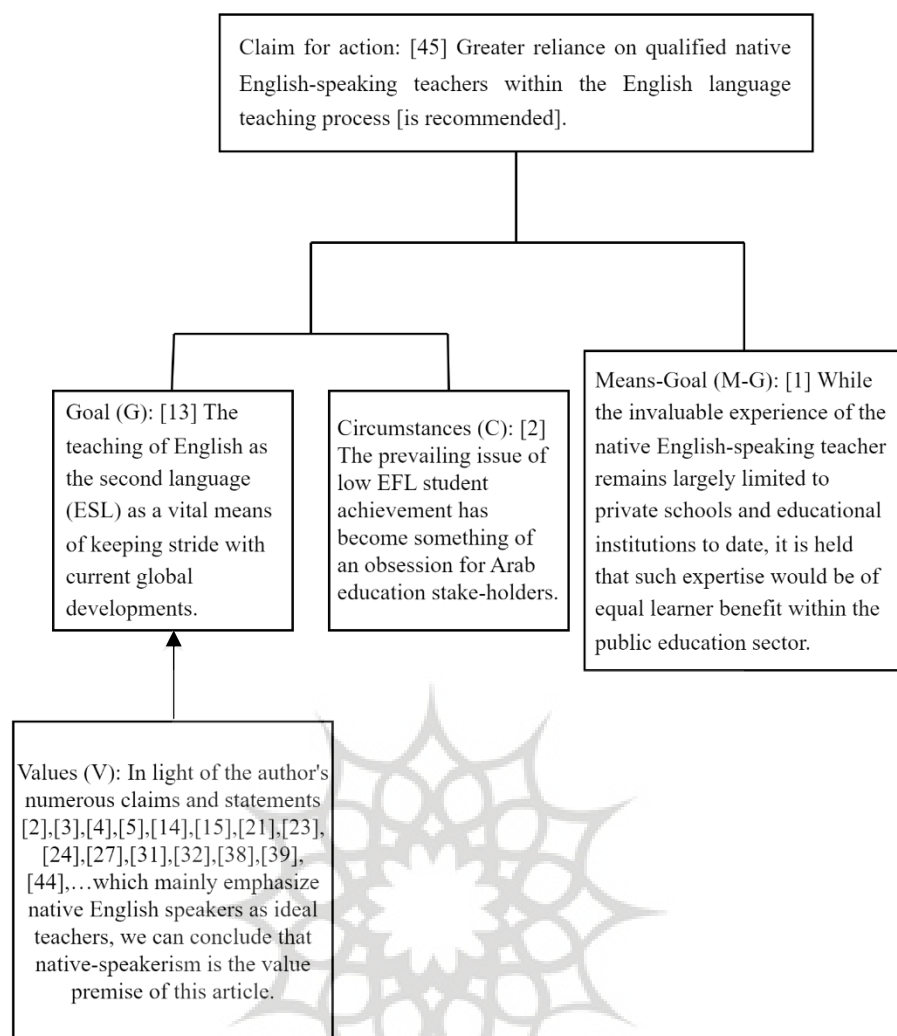 Claim for action: [45] Greater reliance on qualified native
English-speaking teachers within the English language
teaching process [is recommended].
Goal (G): [13] The
teaching of English as
the second language
(ESL) as a vital means
of keeping stride with
current global
developments.
Circumstances (C): [2]
The prevailing issue of
low EFL student
achievement has
become something of
an obsession for Arab
education stake-holders.
Means-Goal (M-G): [1] While
the invaluable experience of the
native English-speaking teacher
remains largely limited to
private schools and educational
institutions to date, it is held
that such expertise would be of
equal learner benefit within the
public education sector.
Values (V): In light of the author's
numerous claims and statements
[2],[3],[4],[5],[14],[15],[21],[23],
[24],[27],[31],[32],[38],[39],
[44],…which mainly emphasize
native English speakers as ideal
teachers, we can conclude that
native-speakerism is the value
premise of this article.